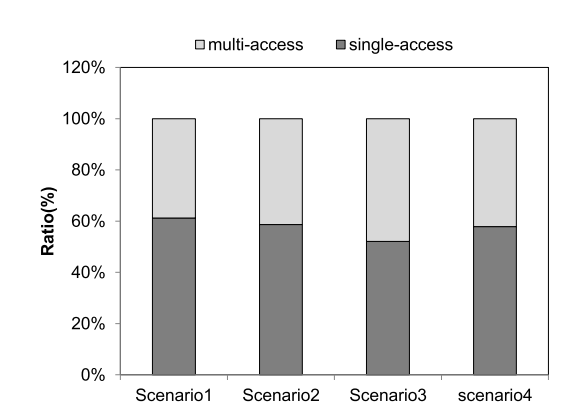 multi-access single-access
120%
100%
80%
60%
40%
20%
0%
Ratio(%)
Scenario1 Scenario2 Scenario3 scenario4